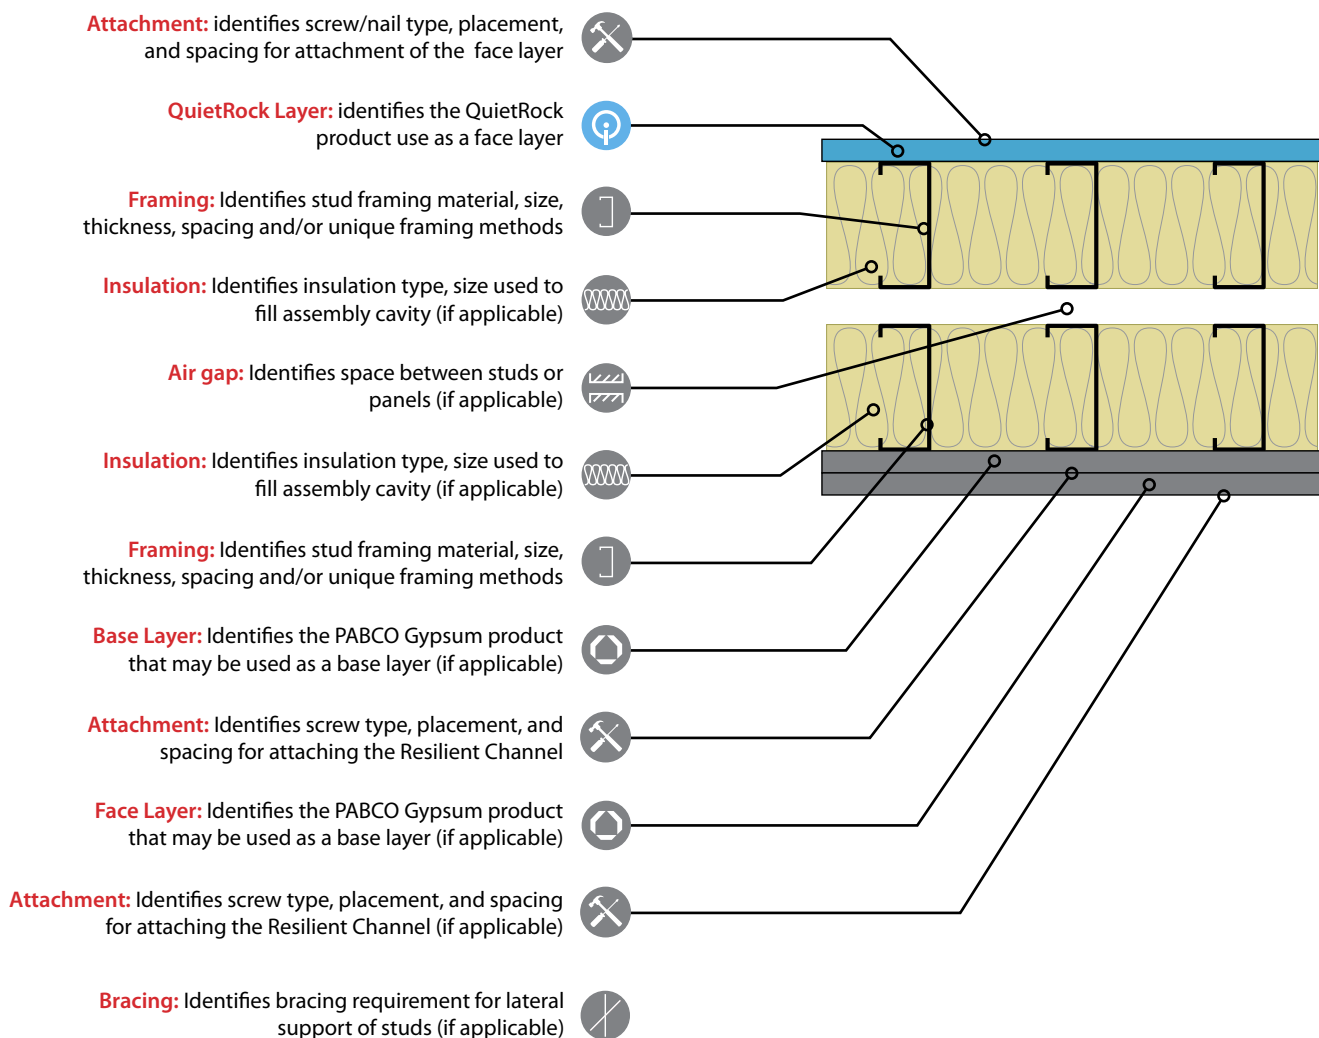 Attachment: identifies screw/nail type, placement,
and spacing for attachment of the face layer
QuietRock Layer: identifies the QuietRock
product use as a face layer
Framing: Identifies stud framing material, size,
thickness, spacing and/or unique framing methods
Insulation: Identifies insulation type, size used to
fill assembly cavity (if applicable)
Air gap: Identifies space between studs or
panels (if applicable)
Insulation: Identifies insulation type, size used to
fill assembly cavity (if applicable)
Framing: Identifies stud framing material, size,
thickness, spacing and/or unique framing methods
Base Layer: Identifies the PABCO Gypsum product
that may be used as a base layer (if applicable)
Attachment: Identifies screw type, placement, and
spacing for attaching the Resilient Channel
Face Layer: Identifies the PABCO Gypsum product
that may be used as a base layer (if applicable)
Attachment: Identifies screw type, placement, and spacing
for attaching the Resilient Channel (if applicable)
Bracing: Identifies bracing requirement for lateral
support of studs (if applicable)